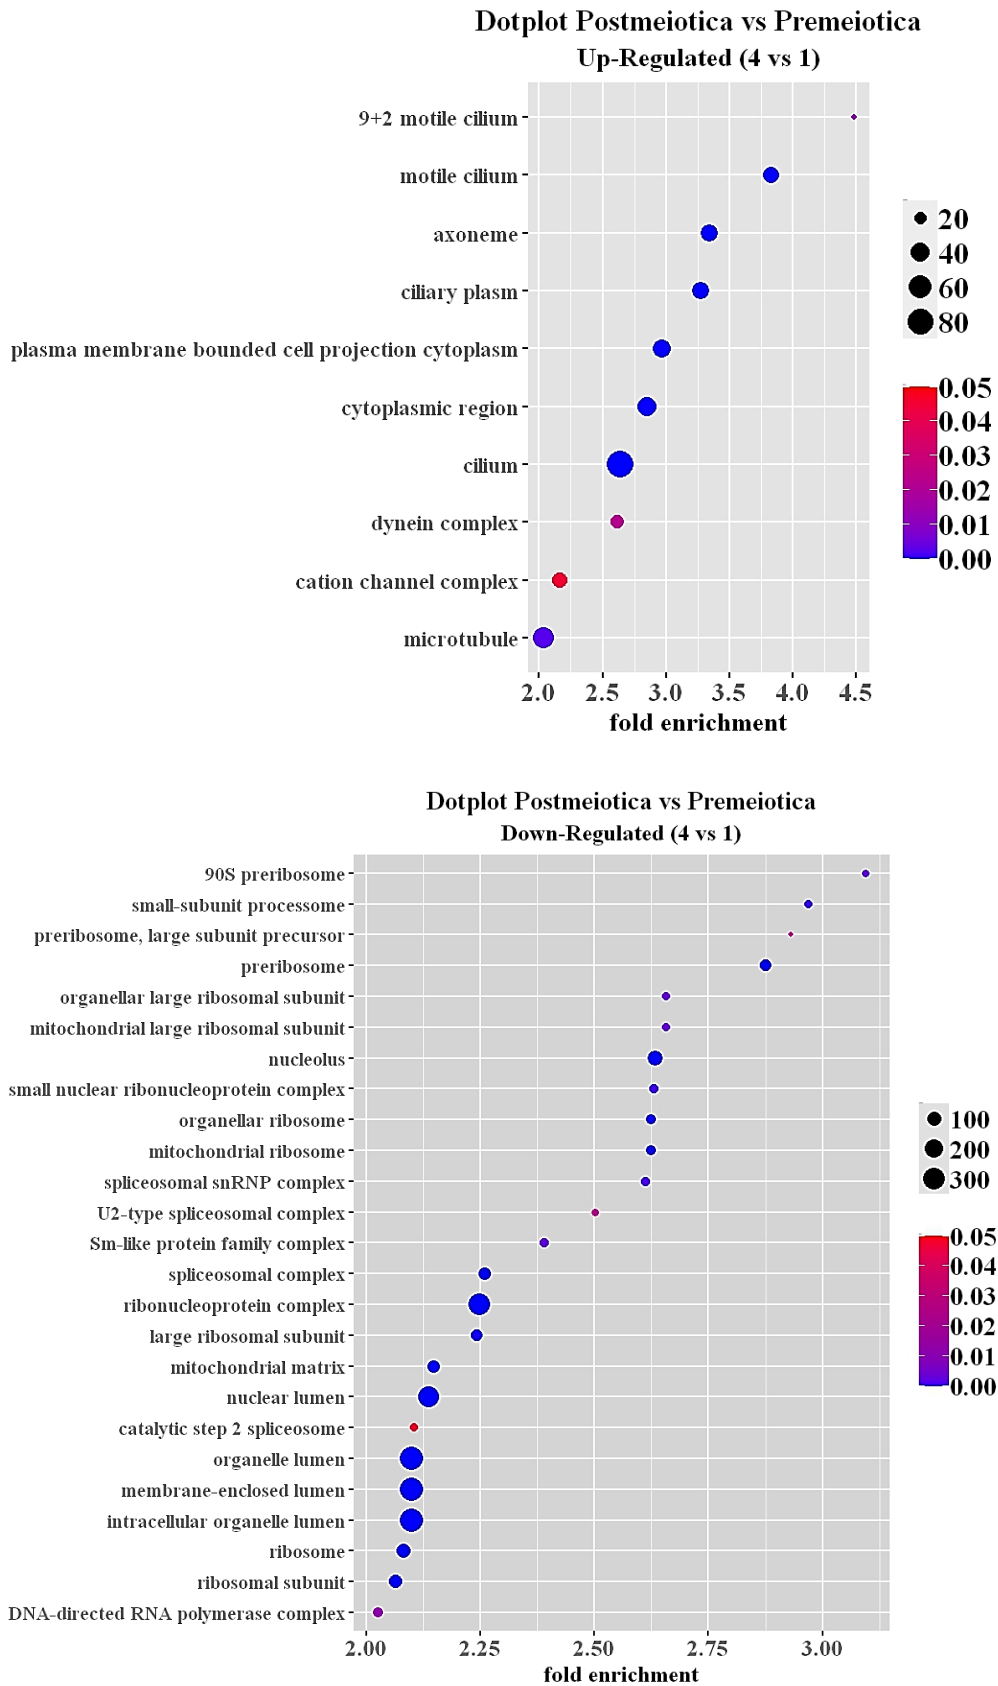 Dotplot Postmeiotica vs Premeiotica
Up-Regulated (4 vs 1)
9+2 motile cilium
motile cilium
axoneme
ciliary plasm
plasma membrane bounded cell projection cytoplasm
cytoplasmic region
cilium
dynein complex
cation channel complex
microtubule
2.0 2.5 3.0 3.5 4.0 4.5
fold enrichment
20
40
60
80
0.05
0.04
0.03
0.02
0.01
0.00
Dotplot Postmeiotica vs Premeiotica
Down-Regulated (4 vs 1)
90S preribosome
small-subunit processome
preribosome, large subunit precursor
preribosome
organellar large ribosomal subunit
mitochondrial large ribosomal subunit
nucleolus
small nuclear ribonucleoprotein complex
organellar ribosome
mitochondrial ribosome
spliceosomal snRNP complex
U2-type spliceosomal complex
Sm-like protein family complex
spliceosomal complex
ribonucleoprotein complex
large ribosomal subunit
mitochondrial matrix
nuclear lumen
catalytic step 2 spliceosome
organelle lumen
membrane-enclosed lumen
intracellular organelle lumen
ribosome
ribosomal subunit
DNA-directed RNA polymerase complex
2.00 2.25 2.50 2.75 3.00
fold enrichment
100
200
300
0.05
0.04
0.03
0.02
0.01
0.00